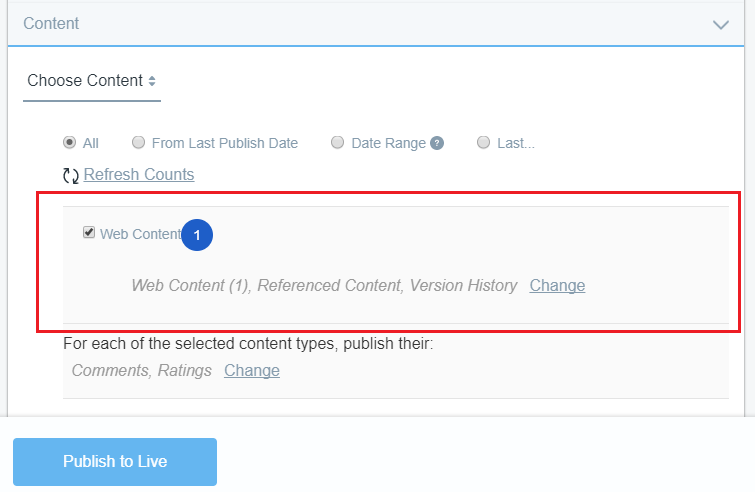 Content
Choose Content
All From Last Publish Date Date Range ? Last...
Refresh Counts
Web Content 1
Web Content (1), Referenced Content, Version History Change
For each of the selected content types, publish their:
Comments, Ratings Change
Publish to Live